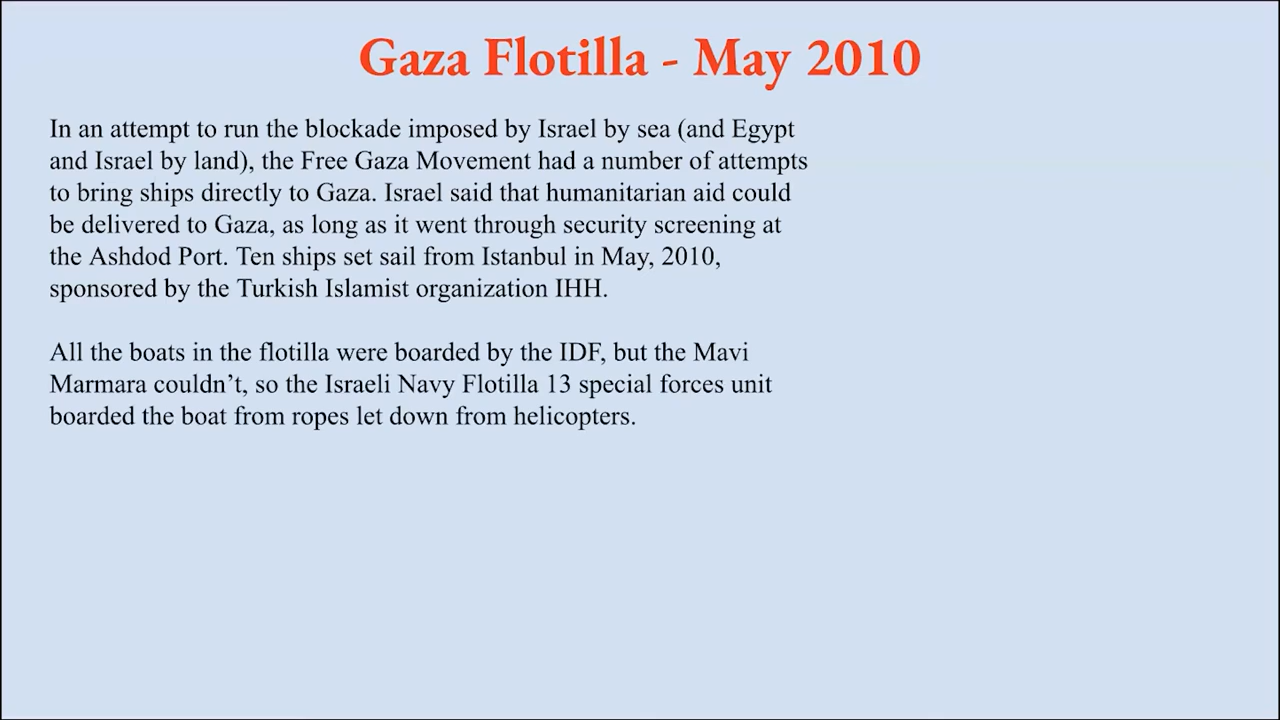 Gaza Flotilla - May 2010
In an attempt to run the blockade imposed by Israel by sea (and Egypt
and Israel by land), the Free Gaza Movement had a number of attempts
to bring ships directly to Gaza. Israel said that humanitarian aid could
be delivered to Gaza, as long as it went through security screening at
the Ashdod Port. Ten ships set sail from Istanbul in May, 2010,
sponsored by the Turkish Islamist organization IHH.
All the boats in the flotilla were boarded by the IDF, but the Mavi
Marmara couldn’t, so the Israeli Navy Flotilla 13 special forces unit
boarded the boat from ropes let down from helicopters.